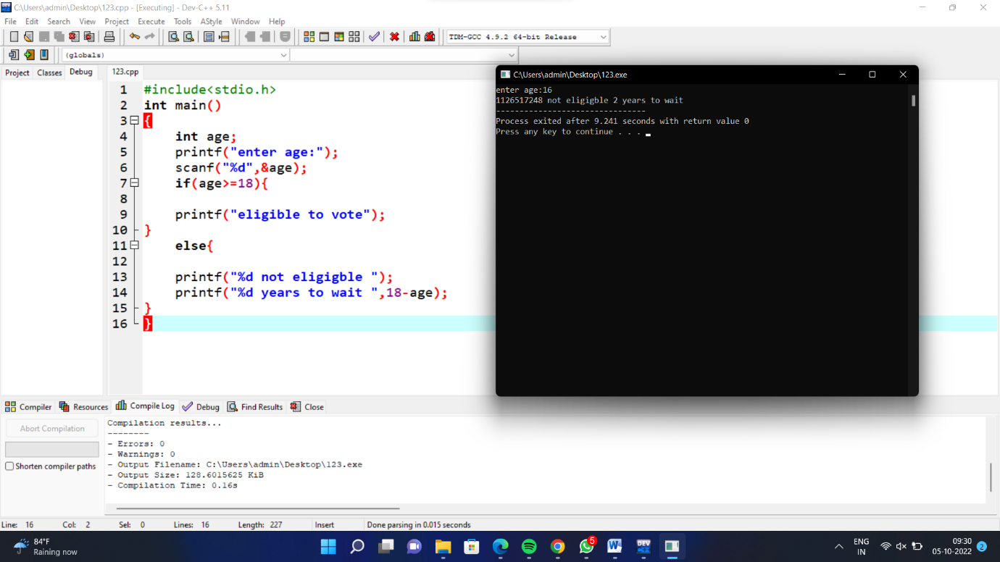 C:\Users\admin\Desktop\123.cpp - [Executing] - Dev-C++ 5.11
File Edit Search View Project Execute Tools AStyle Window Help
TDM-GCC 4.9.2 64-bit Release
(globals)
Project Classes Debug
123.cpp
1 #include<stdio.h>
2 int main()
3 {
4 int age;
5 printf("enter age:");
6 scanf("%d",&age);
7 if(age>=18){
8
9 printf("eligible to vote");
10 }
11 else{
12
13 printf("%d not eligigble ");
14 printf("%d years to wait ",18-age);
15 }
16 }
C:\Users\admin\Desktop\123.exe
enter age:16
1126517248 not eligigble 2 years to wait
--------------------------------
Process exited after 9.241 seconds with return value 0
Press any key to continue . . .
Compiler Resources Compile Log Debug Find Results Close
Abort Compilation
Shorten compiler paths
Compilation results...
--------
- Errors: 0
- Warnings: 0
- Output Filename: C:\Users\admin\Desktop\123.exe
- Output Size: 128.6015625 KiB
- Compilation Time: 0.16s
Line: 16 Col: 2 Sel: 0 Lines: 16 Length: 227 Insert Done parsing in 0.015 seconds
84°F
Raining now
DEV
5
ENG
IN
09:30
05-10-2022
2